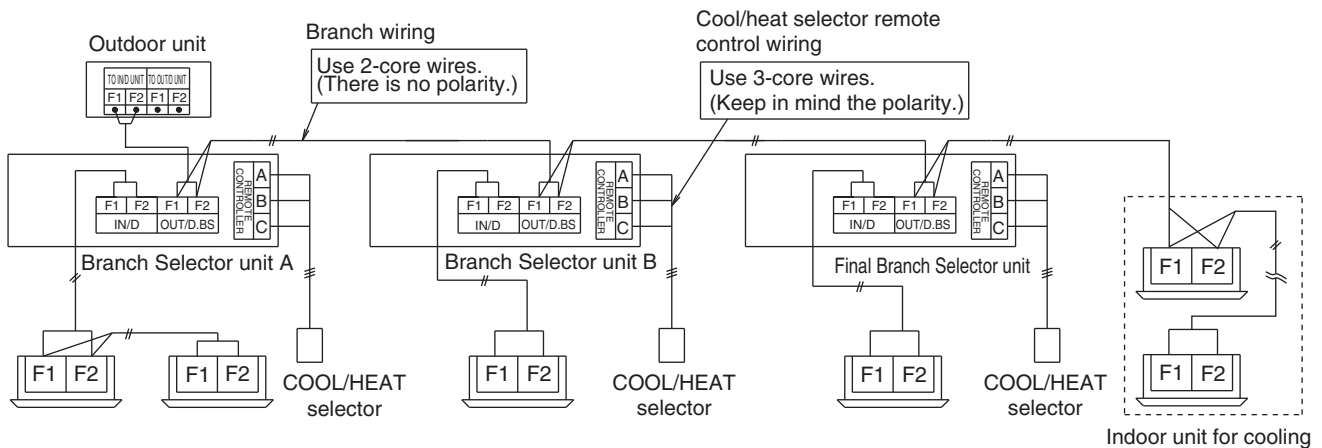 Outdoor unit
TO IN/D UNIT TO OUT/D UNIT
F1 F2 F1 F2
Branch wiring
Use 2-core wires.
(There is no polarity.)
Cool/heat selector remote
control wiring
Use 3-core wires.
(Keep in mind the polarity.)
F1 F2 F1 F2
IN/D OUT/D.BS
REMOTE
CONTROLLER
A
B
C
Branch Selector unit A
F1 F2 F1 F2
IN/D OUT/D.BS
REMOTE
CONTROLLER
A
B
C
Branch Selector unit B
F1 F2 F1 F2
IN/D OUT/D.BS
REMOTE
CONTROLLER
A
B
C
Final Branch Selector unit
F1 F2
F1 F2
COOL/HEAT
selector
F1 F2
COOL/HEAT
selector
F1 F2
COOL/HEAT
selector
F1 F2
F1 F2
Indoor unit for cooling